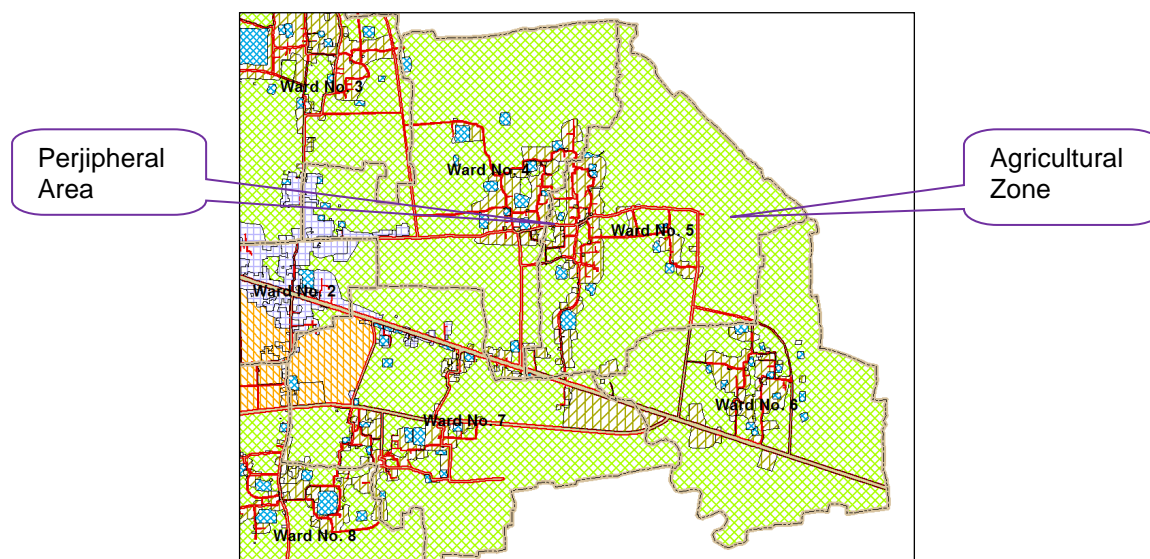 Ward No. 3
Perjipheral
Area
Agricultural
Zone
Ward No. 4
Ward No. 5
Ward No. 2
Ward No. 6
Ward No. 7
Ward No. 8